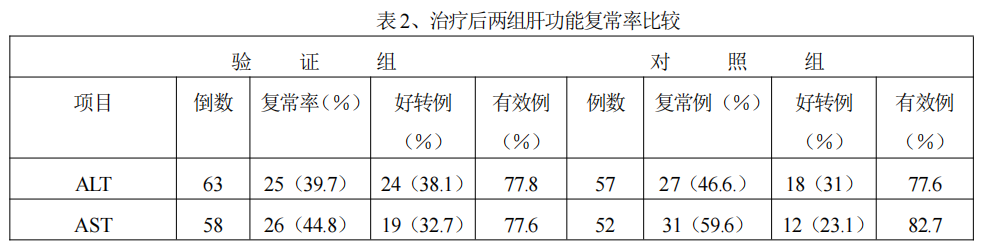 表 2、治疗后两组肝功能复常率比较
验 证 组 对 照 组
项目 倒数 复常率(%) 好转例(%) 有效例(%) 例数 复常例(%) 好转例(%) 有效例(%)
ALT 63 25(39.7) 24(38.1) 77.8 57 27(46.6.) 18(31) 77.6
AST 58 26(44.8) 19(32.7) 77.6 52 31(59.6) 12(23.1) 82.7